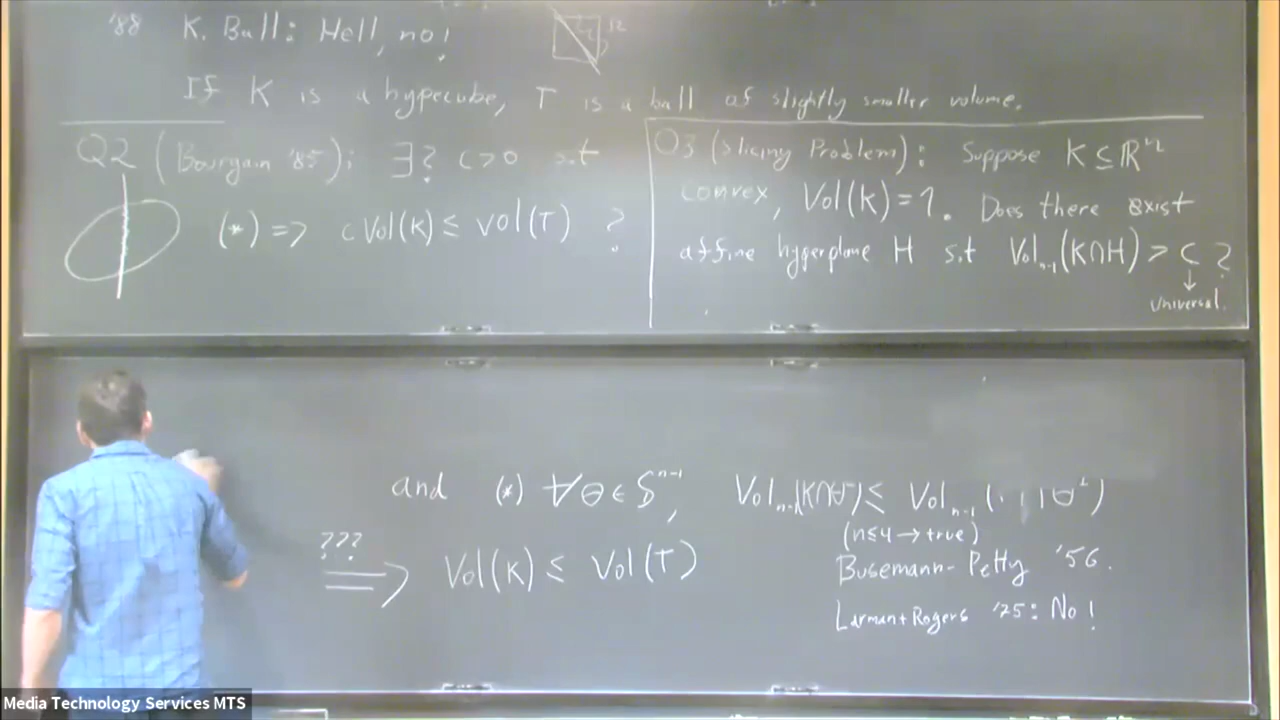 '88 K. Ball: Hell, no!
If K is a hypecube, T is a ball of slightly smaller volume.
Q2 (Bourgain '85): ∃? c>0 s.t
(*) => c Vol(K) ≤ Vol(T) ?
Q3 (Slicing Problem): Suppose K ⊆ ℝⁿ
convex, Vol(K) = 1. Does there exist
affine hyperplane H s.t Vol_{n-1}(K∩H) > C ?
↓
Universal.
and (*) ∀θ ∈ S^{n-1}, Vol_{n-1}(K∩θ^⊥) ≤ Vol_{n-1}( θ^⊥)
(n≤4 → true)
??? ⟹ Vol(K) ≤ Vol(T)
Busemann-Petty '56.
Larman+Rogers '75: No!
Media Technology Services MTS